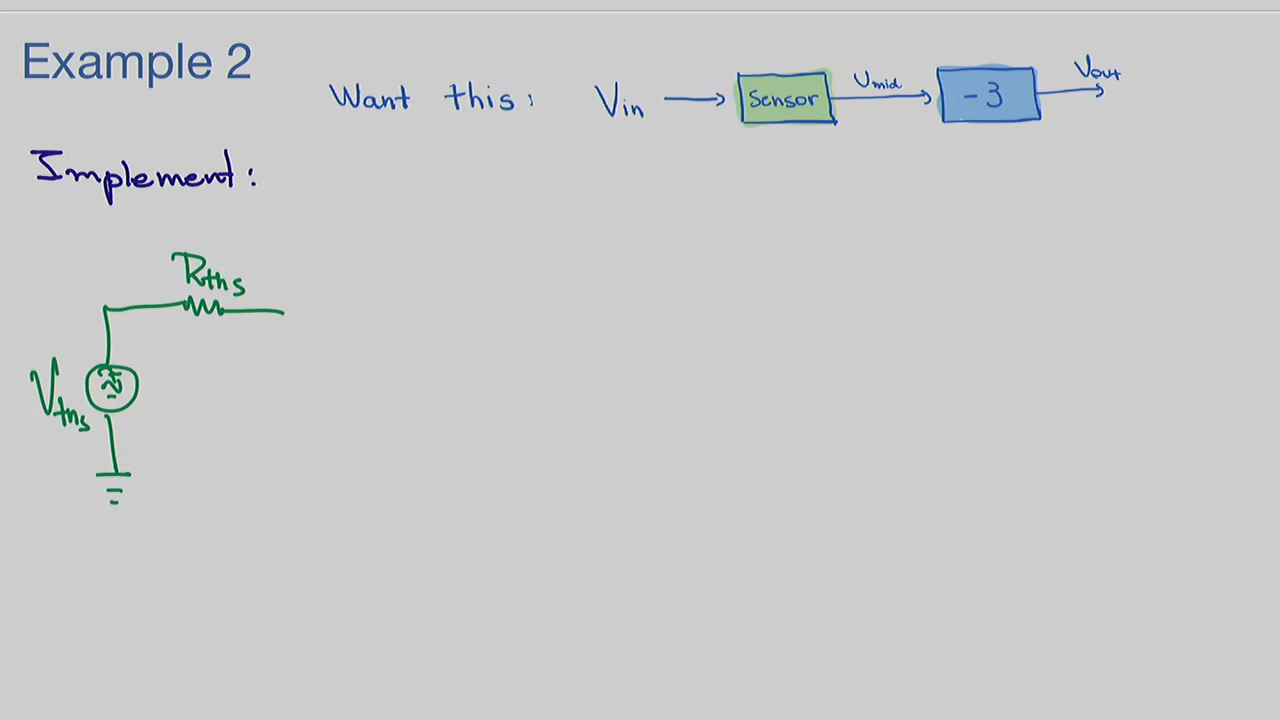 Example 2
Want this: Vin → Sensor Vmid → -3 Vout →
Implement:
Rths
Vths